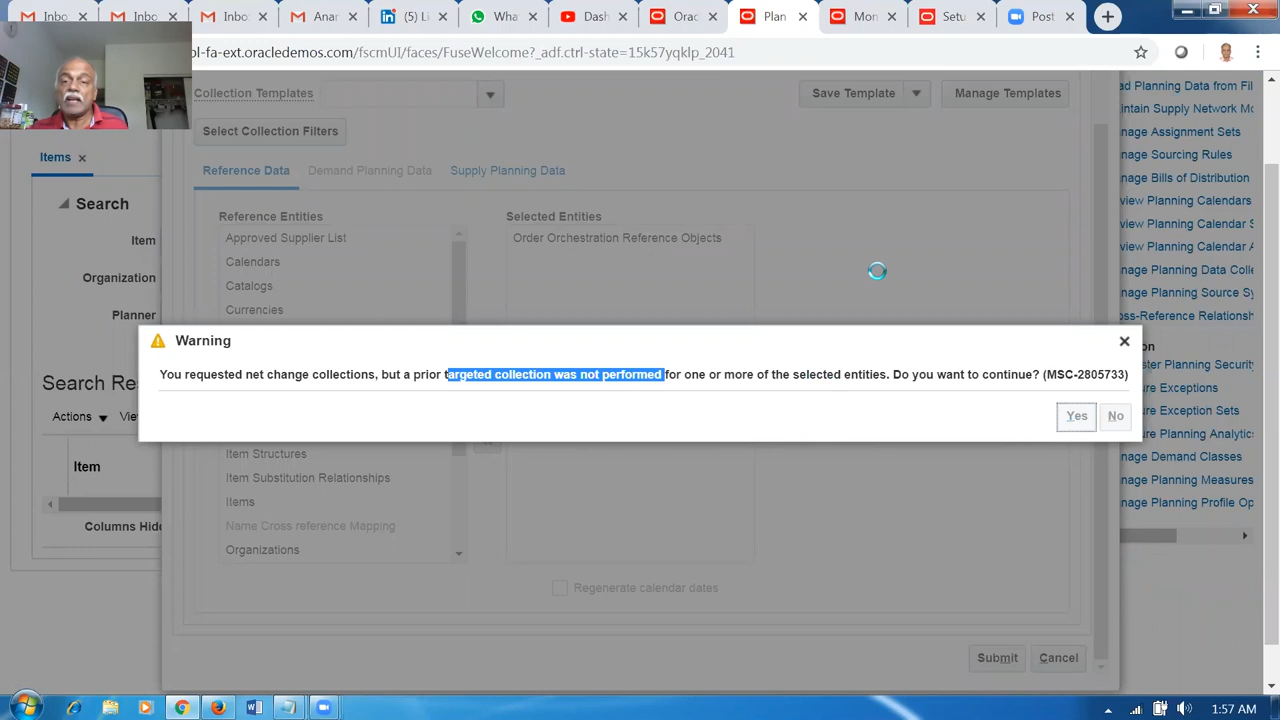 Inbo
Inbo
Inbo
Anar
(5) Li
Wha
Dash
Orac
Plan
Mon
Setu
Post
ol-fa-ext.oracledemos.com/fscmUI/faces/FuseWelcome?_adf.ctrl-state=15k57yqklp_2041
Collection Templates
Save Template
Manage Templates
Select Collection Filters
Reference Data
Demand Planning Data
Supply Planning Data
Reference Entities
Selected Entities
Approved Supplier List
Order Orchestration Reference Objects
Calendars
Catalogs
Currencies
Items
Search
Item
Organization
Planner
Search Re
Actions
Item
Columns Hidd
Warning
You requested net change collections, but a prior targeted collection was not performed for one or more of the selected entities. Do you want to continue? (MSC-2805733)
Yes
No
Item Structures
Item Substitution Relationships
Items
Name Cross reference Mapping
Organizations
Regenerate calendar dates
Submit
Cancel
ad Planning Data from Fil
intain Supply Network Mo
nage Assignment Sets
nage Sourcing Rules
nage Bills of Distribution
view Planning Calendars
view Planning Calendar S
view Planning Calendar A
nage Planning Data Colle
nage Planning Source Sy
oss-Reference Relationsh
on
ster Planning Security
ure Exceptions
ure Exception Sets
ure Planning Analytic
nage Demand Classes
nage Planning Measures
nage Planning Profile Op
1:57 AM